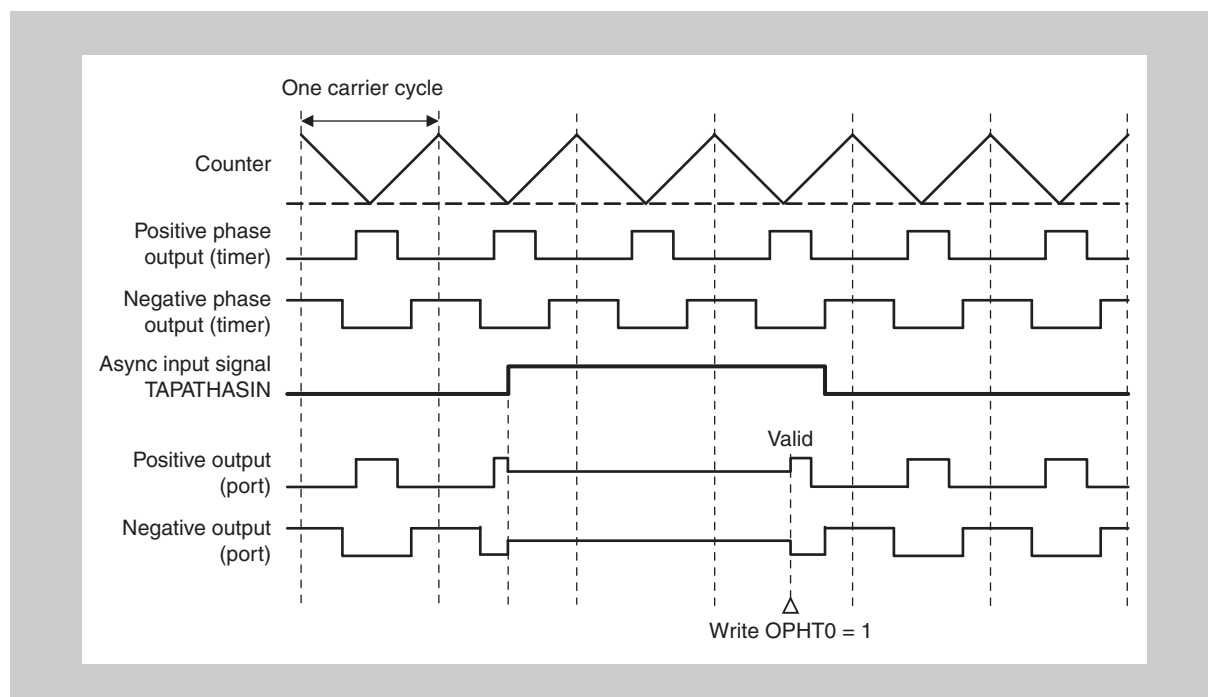 One carrier cycle
Counter
Positive phase
output (timer)
Negative phase
output (timer)
Async input signal
TAPATHASIN
Valid
Positive output
(port)
Negative output
(port)
Write OPHT0 = 1